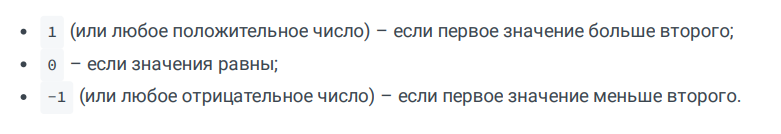 • 1 (или любое положительное число) – если первое значение больше второго;
• 0 – если значения равны;
• -1 (или любое отрицательное число) – если первое значение меньше второго.